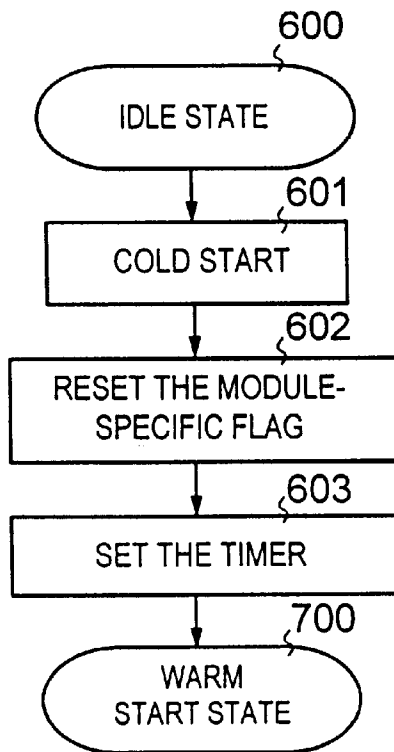 600
IDLE STATE
601
COLD START
602
RESET THE MODULE-
SPECIFIC FLAG
603
SET THE TIMER
700
WARM
START STATE